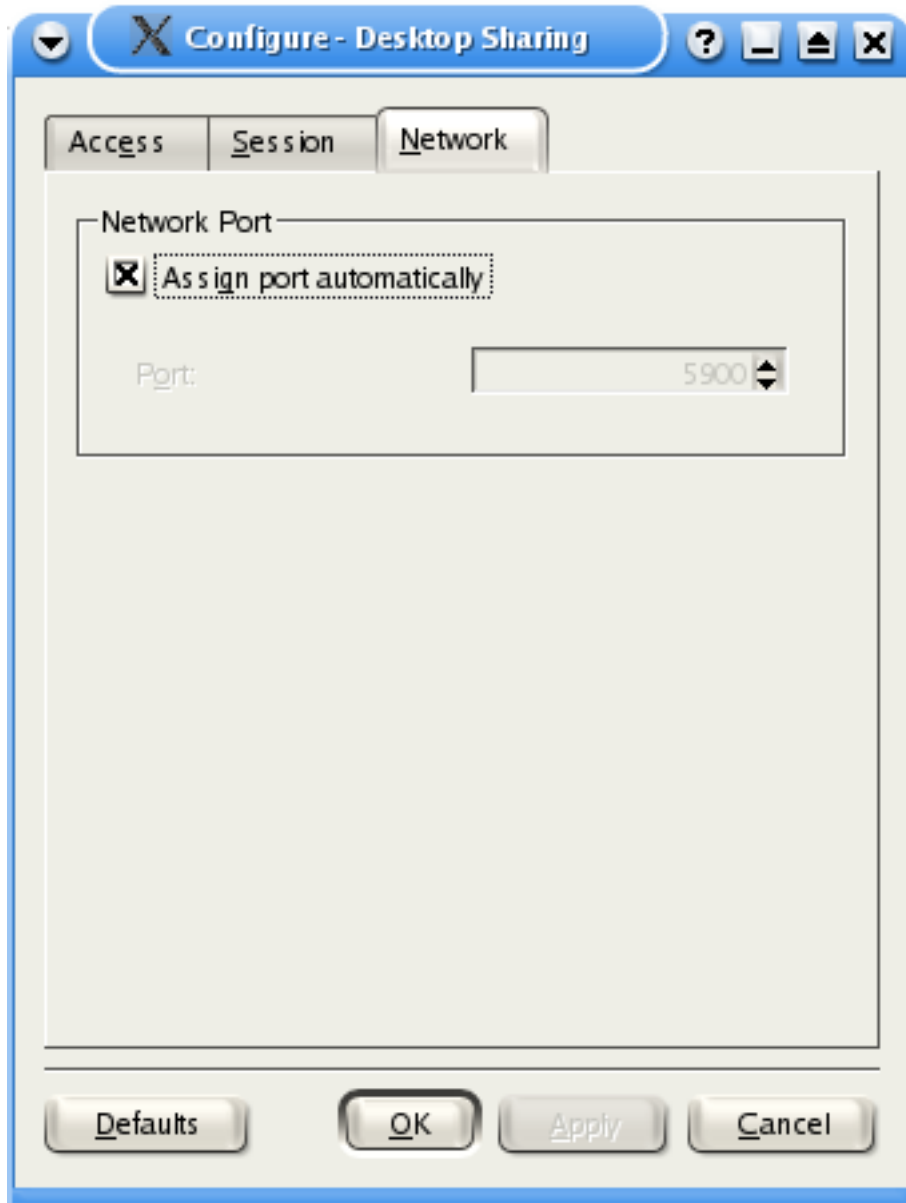 Configure - Desktop Sharing
Access Session Network
Network Port
Assign port automatically
Port: 5900
Defaults OK Apply Cancel